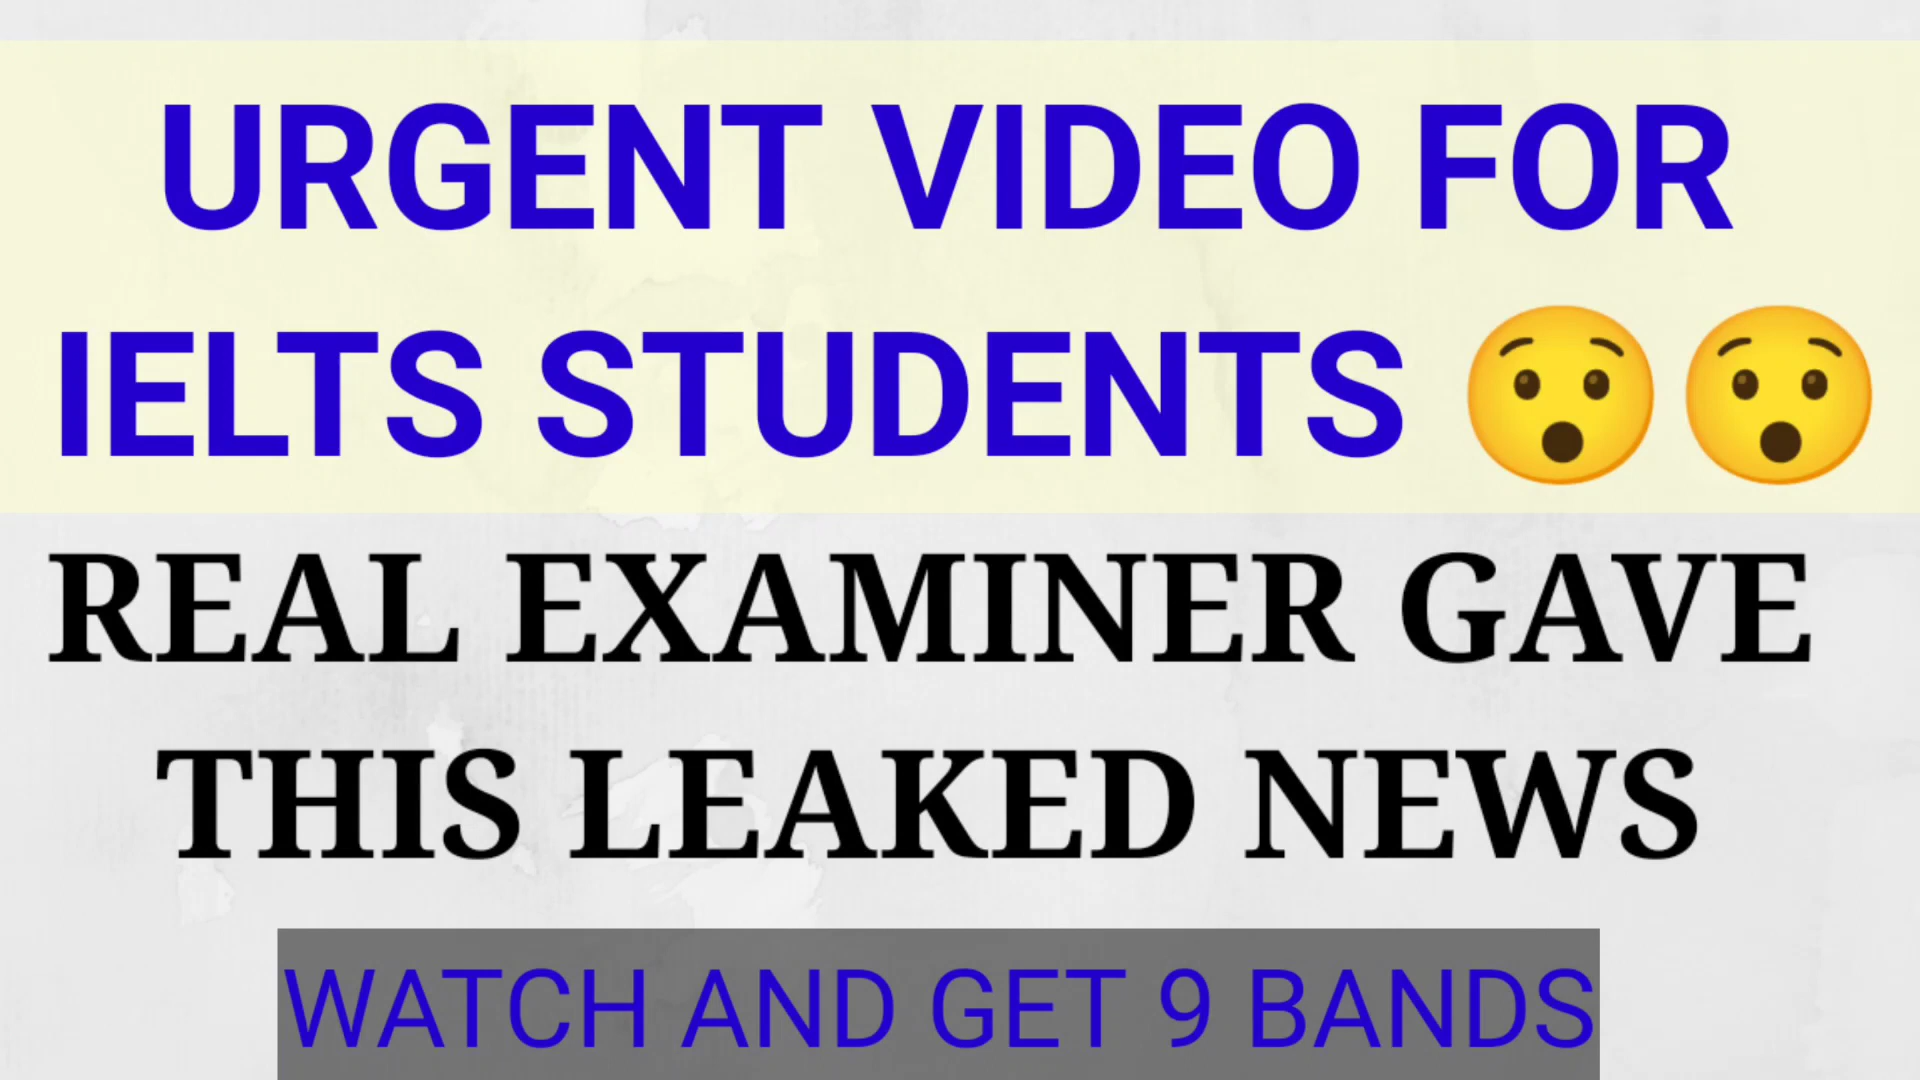 URGENT VIDEO FOR
IELTS STUDENTS 😯😯
REAL EXAMINER GAVE
THIS LEAKED NEWS
WATCH AND GET 9 BANDS